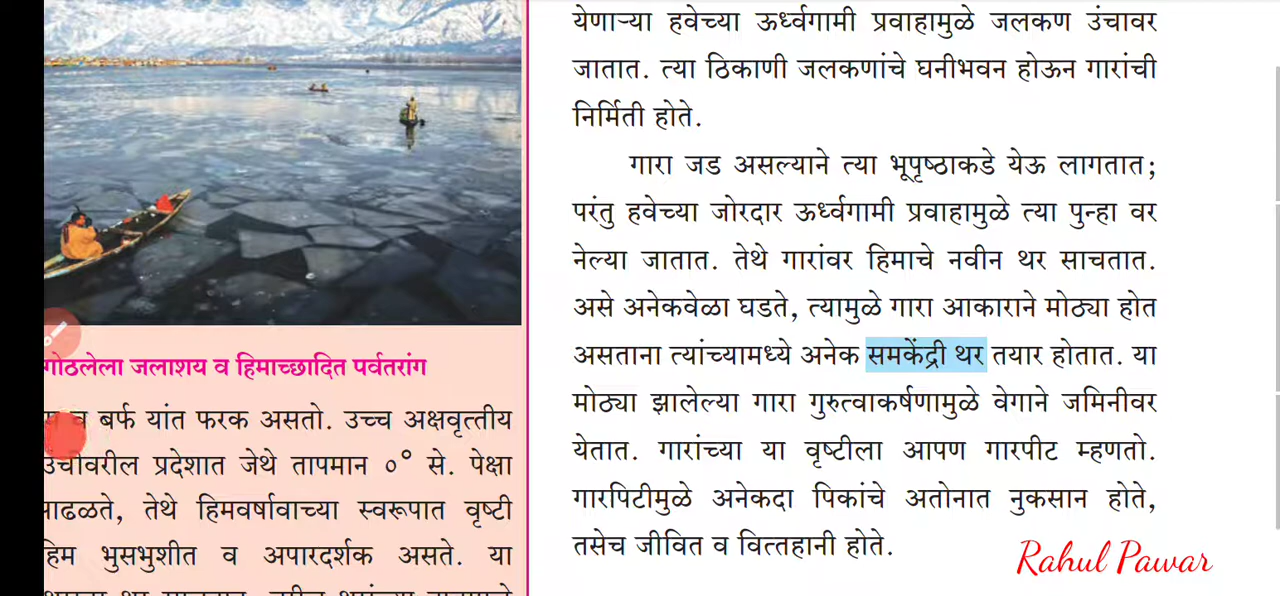 गोठलेला जलाशय व हिमाच्छादित पर्वतरांग
व बर्फ यांत फरक असतो. उच्च अक्षवृत्तीय
उंचावरील प्रदेशात जेथे तापमान ०° से. पेक्षा
तेथे हिमवर्षावाच्या स्वरूपात वृष्टी
हिम भुसभुशीत व अपारदर्शक असते. या
येणाऱ्या हवेच्या ऊर्ध्वगामी प्रवाहामुळे जलकण उंचावर
जातात. त्या ठिकाणी जलकणांचे घनीभवन होऊन गारांची
निर्मिती होते.
गारा जड असल्याने त्या भूपृष्ठाकडे येऊ लागतात;
परंतु हवेच्या जोरदार ऊर्ध्वगामी प्रवाहामुळे त्या पुन्हा वर
नेल्या जातात. तेथे गारांवर हिमाचे नवीन थर साचतात.
असे अनेकवेळा घडते, त्यामुळे गारा आकाराने मोठ्या होत
असताना त्यांच्यामध्ये अनेक समकेंद्री थर तयार होतात. या
मोठ्या झालेल्या गारा गुरुत्वाकर्षणामुळे वेगाने जमिनीवर
येतात. गारांच्या या वृष्टीला आपण गारपीट म्हणतो.
गारपिटीमुळे अनेकदा पिकांचे अतोनात नुकसान होते,
तसेच जीवित व वित्तहानी होते.
Rahul Pawar